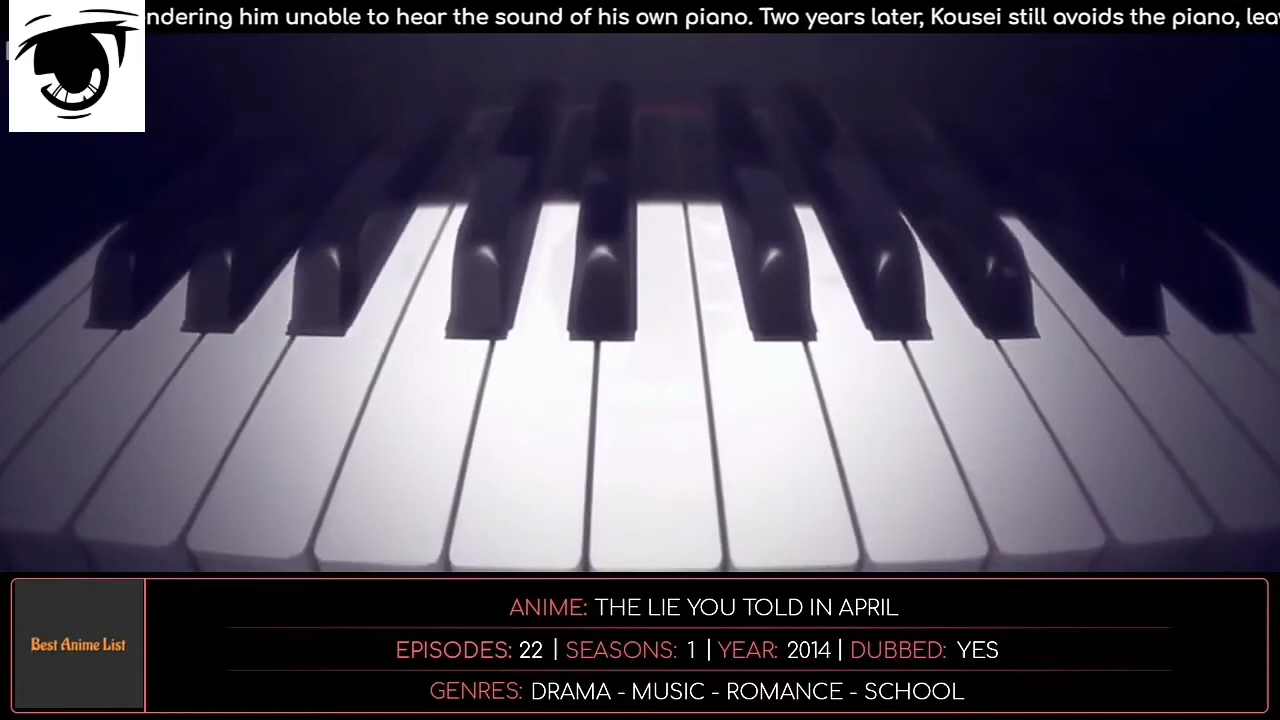 ndering him unable to hear the sound of his own piano. Two years later, Kousei still avoids the piano, lea
ANIME: THE LIE YOU TOLD IN APRIL
EPISODES: 22 | SEASONS: 1 | YEAR: 2014 | DUBBED: YES
Best Anime List
GENRES: DRAMA - MUSIC - ROMANCE - SCHOOL